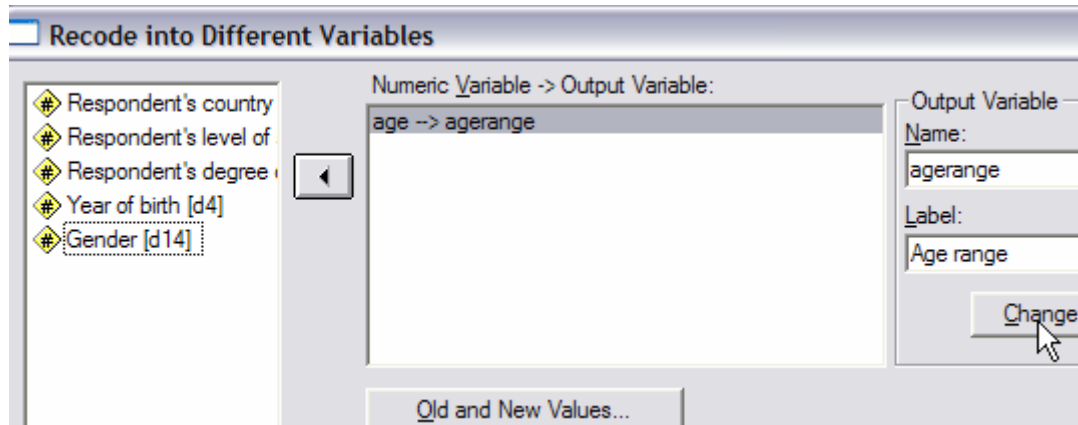 Recode into Different Variables
Respondent's country
Respondent's level of
Respondent's degree
Year of birth [d4]
Gender [d14]
Numeric Variable -> Output Variable:
age --> agerange
Output Variable
Name:
agerange
Label:
Age range
Change
Old and New Values...